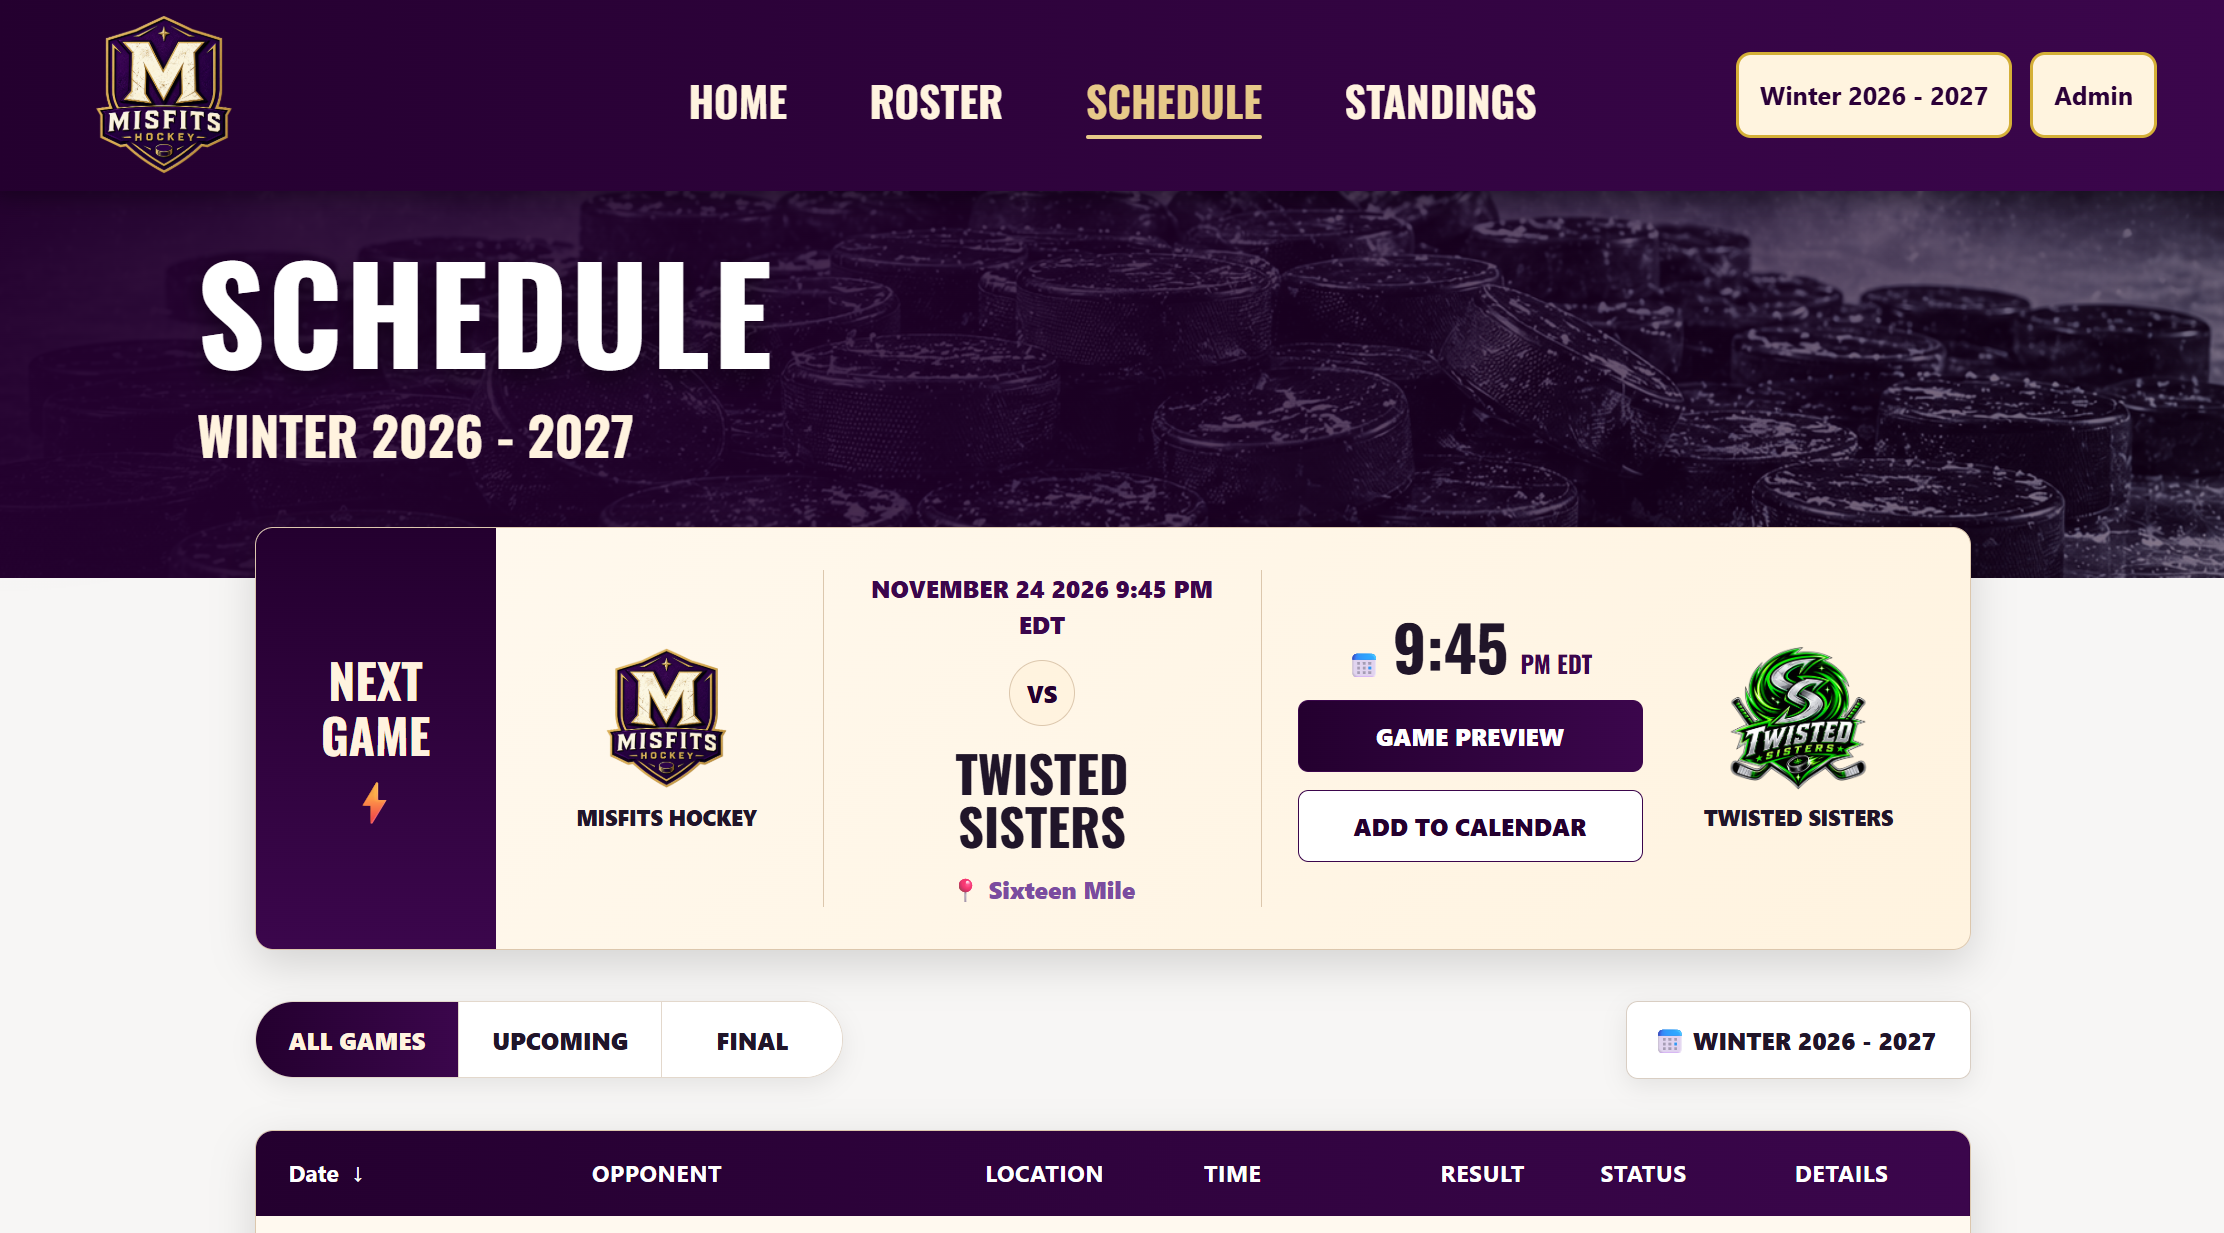 M
MISFITS
HOCKEY
HOME
ROSTER
SCHEDULE
STANDINGS
Winter 2026 - 2027
Admin
SCHEDULE
WINTER 2026 - 2027
NEXT
GAME
M
MISFITS
HOCKEY
MISFITS HOCKEY
NOVEMBER 24 2026 9:45 PM
EDT
VS
TWISTED
SISTERS
Sixteen Mile
9:45 PM EDT
GAME PREVIEW
ADD TO CALENDAR
S
TWISTED
SISTERS
TWISTED SISTERS
ALL GAMES
UPCOMING
FINAL
WINTER 2026 - 2027
Date ↓
OPPONENT
LOCATION
TIME
RESULT
STATUS
DETAILS